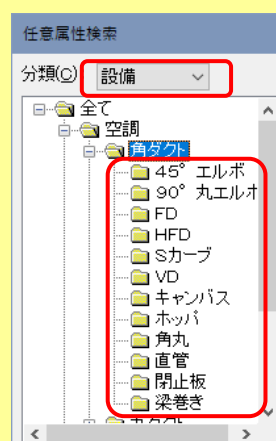 任意属性検索
分類(C) 設備
全て
空調
角ダクト
45° エルボ
90° 丸エルボ
FD
HFD
Sカーブ
VD
キャンバス
ホッパ
角丸
直管
閉止板
梁巻き